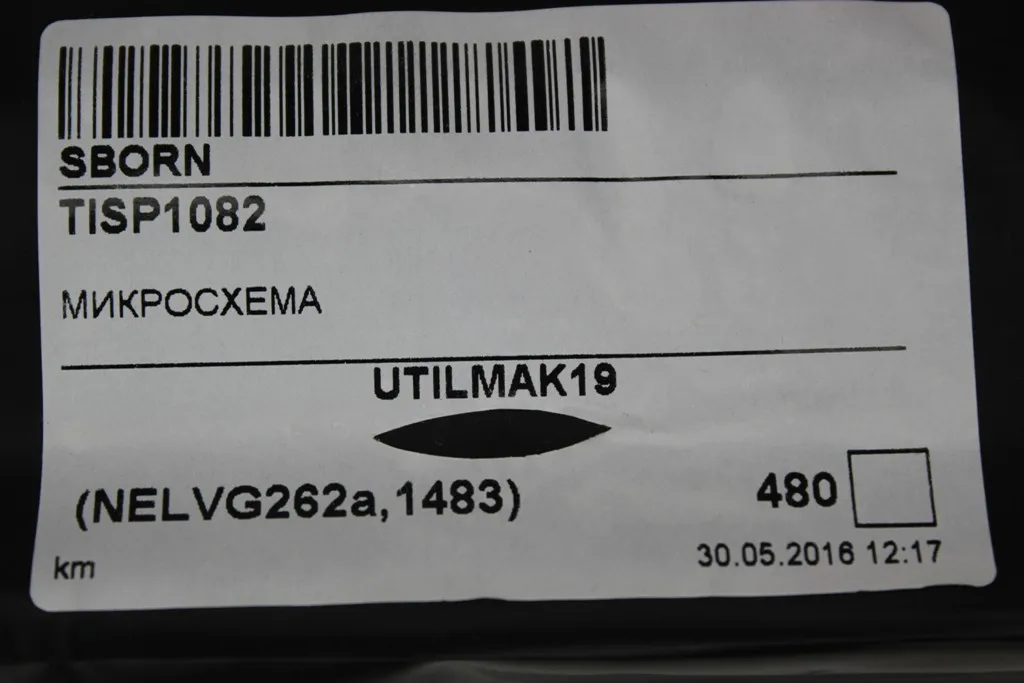 SBORN
TISP1082
МИКРОСХЕМА
UTILMAK19
(NELVG262a,1483)
480
30.05.2016 12:17
km